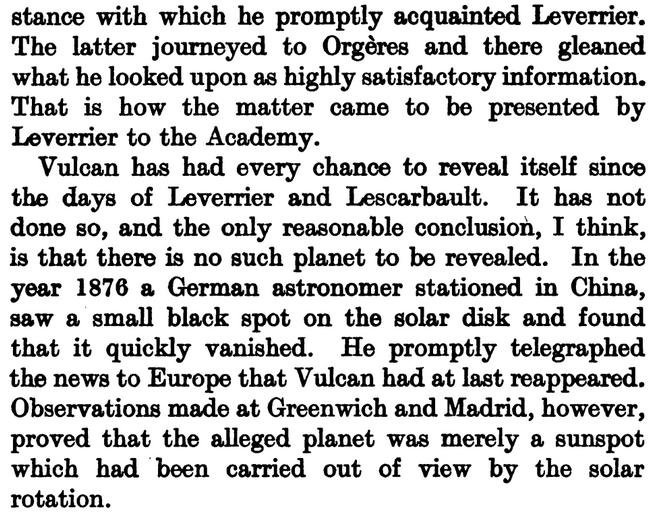 stance with which he promptly acquainted Leverrier.
The latter journeyed to Orgères and there gleaned
what he looked upon as highly satisfactory information.
That is how the matter came to be presented by
Leverrier to the Academy.
Vulcan has had every chance to reveal itself since
the days of Leverrier and Lescarbault. It has not
done so, and the only reasonable conclusion, I think,
is that there is no such planet to be revealed. In the
year 1876 a German astronomer stationed in China,
saw a small black spot on the solar disk and found
that it quickly vanished. He promptly telegraphed
the news to Europe that Vulcan had at last reappeared.
Observations made at Greenwich and Madrid, however,
proved that the alleged planet was merely a sunspot
which had been carried out of view by the solar
rotation.